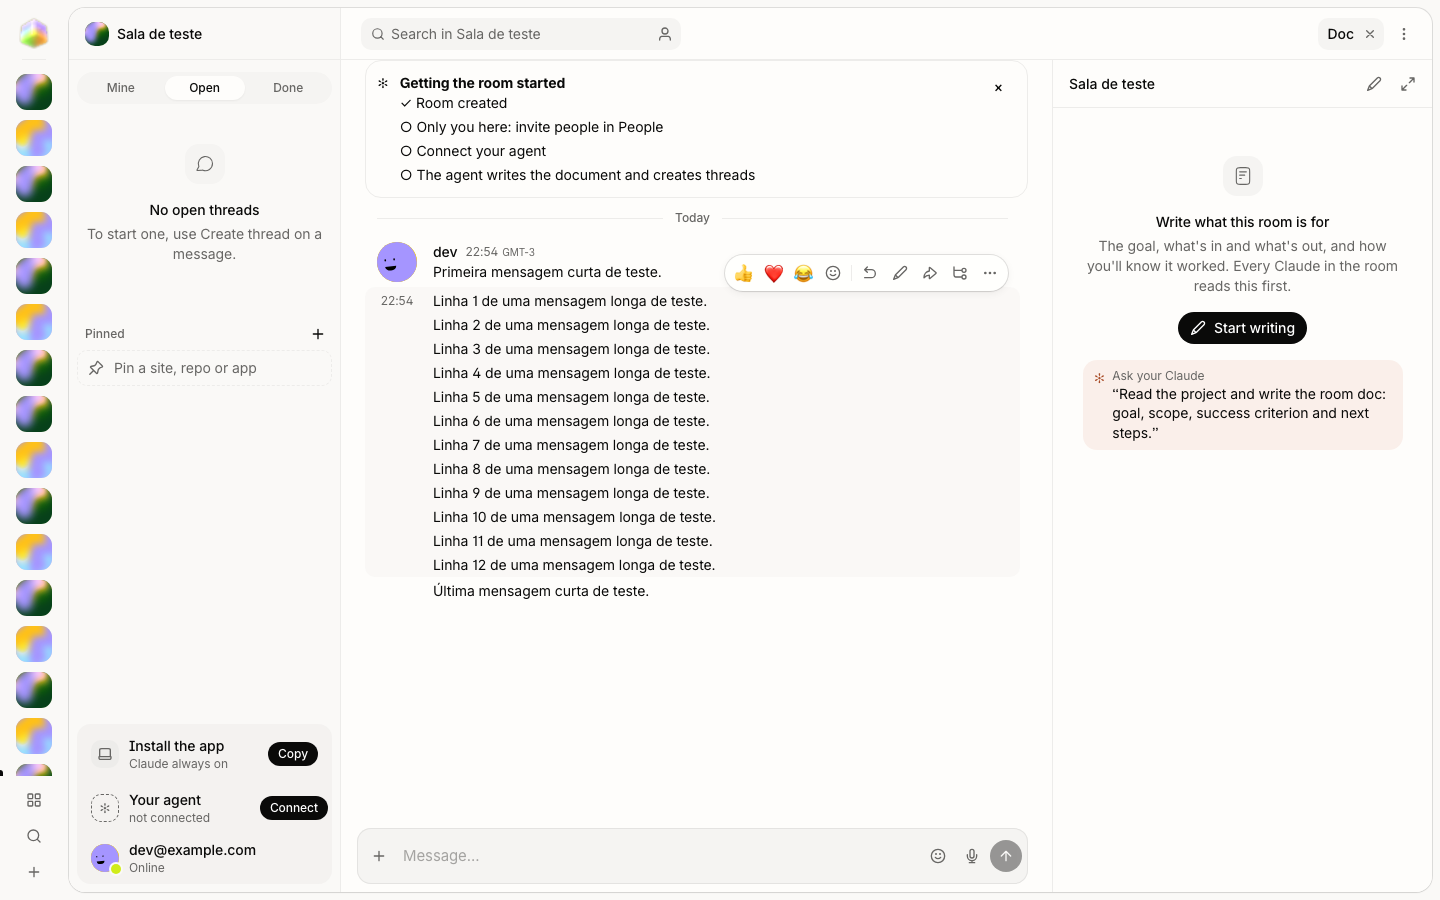 Sala de teste
Search in Sala de teste
Doc
Mine
Open
Done
No open threads
To start one, use Create thread on a
message.
Pinned
Pin a site, repo or app
Install the app
Claude always on
Copy
Your agent
not connected
Connect
dev@example.com
Online
Getting the room started
Room created
Only you here: invite people in People
Connect your agent
The agent writes the document and creates threads
Today
dev 22:54 GMT-3
Primeira mensagem curta de teste.
22:54
Linha 1 de uma mensagem longa de teste.
Linha 2 de uma mensagem longa de teste.
Linha 3 de uma mensagem longa de teste.
Linha 4 de uma mensagem longa de teste.
Linha 5 de uma mensagem longa de teste.
Linha 6 de uma mensagem longa de teste.
Linha 7 de uma mensagem longa de teste.
Linha 8 de uma mensagem longa de teste.
Linha 9 de uma mensagem longa de teste.
Linha 10 de uma mensagem longa de teste.
Linha 11 de uma mensagem longa de teste.
Linha 12 de uma mensagem longa de teste.
Última mensagem curta de teste.
Message...
Sala de teste
Write what this room is for
The goal, what's in and what's out, and how
you'll know it worked. Every Claude in the room
reads this first.
Start writing
Ask your Claude
“Read the project and write the room doc:
goal, scope, success criterion and next
steps.”